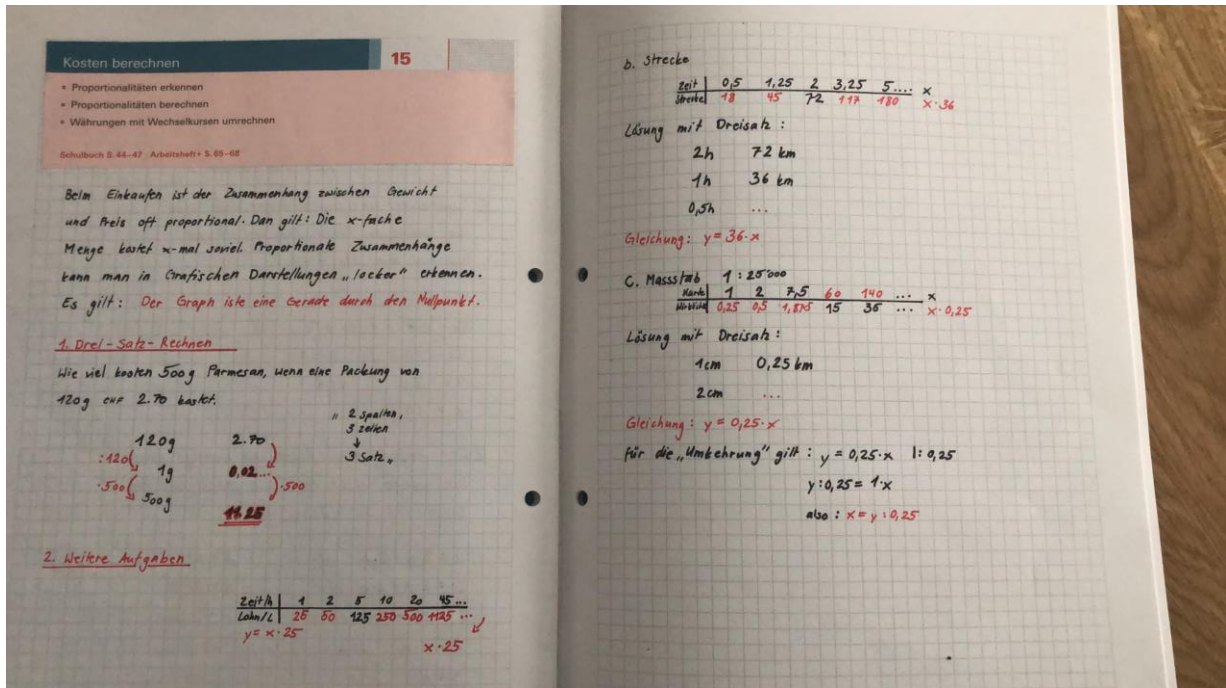 Kosten berechnen 15
• Proportionalitäten erkennen
• Proportionalitäten berechnen
• Währungen mit Wechselkursen umrechnen
Schulbuch S. 44–47 Arbeitsheft+ S. 65–68
Beim Einkaufen ist der Zusammenhang zwischen Gewicht
und Preis oft proportional. Dan gilt: Die x-fache
Menge kostet x-mal soviel. Proportionale Zusammenhänge
kann man in Grafischen Darstellungen „locker" erkennen.
Es gilt: Der Graph iste eine Gerade durch den Nullpunkt.
1. Drei-Satz-Rechnen
Wie viel kosten 500g Parmesan, wenn eine Packung von
120g CHF 2.70 kostet.
" 2 spalten,
3 zeilen
↓
3 Satz "
120g 2.70
:120
1g 0,02...
·500 ·500
500g 11.25
2. Weitere Aufgaben
Zeit/h 1 2 5 10 20 45...
Lohn/L 25 50 125 250 500 1125 ...
y= x·25
x·25
b. Strecke
Zeit 0,5 1,25 2 3,25 5.... x
Strecke 18 45 72 117 180 x·36
Lösung mit Dreisatz:
2h 72 km
1h 36 km
0,5h ...
Gleichung: y=36·x
C. Massstab 1:25'000
Karte 1 2 7,5 60 140 ... x
Wirklichk 0,25 0,5 1,875 15 35 ... x·0,25
Lösung mit Dreisatz:
1cm 0,25 km
2cm ...
Gleichung: y=0,25·x
für die „Umkehrung" gilt: y=0,25·x |:0,25
y:0,25=1·x
also: x=y:0,25